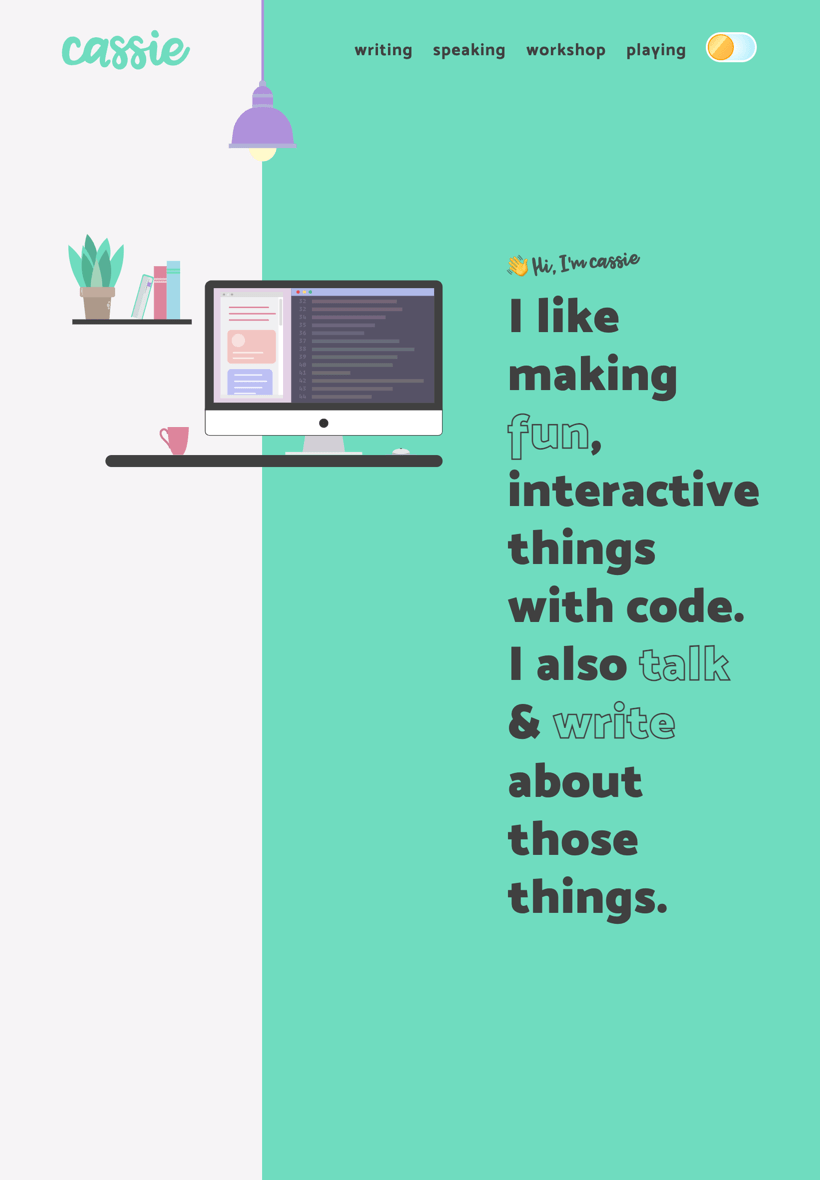 cassie
writing speaking workshop playing
Hi, I'm cassie
I like
making
fun,
interactive
things
with code.
I also talk
& write
about
those
things.